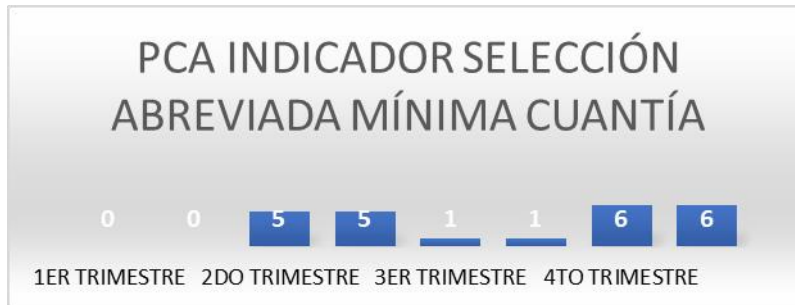 PCA INDICADOR SELECCIÓN
ABREVIADA MÍNIMA CUANTÍA
0 0 5 5 1 1 6 6
1ER TRIMESTRE 2DO TRIMESTRE 3ER TRIMESTRE 4TO TRIMESTRE